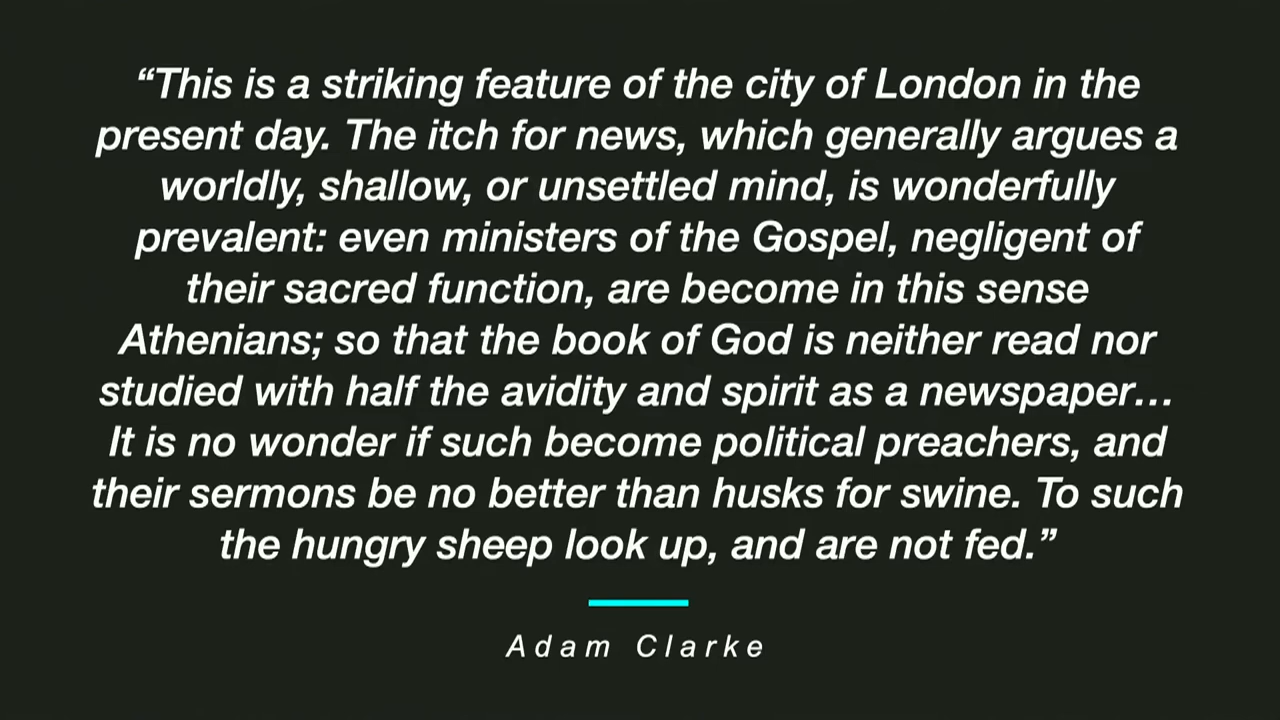 “This is a striking feature of the city of London in the
present day. The itch for news, which generally argues a
worldly, shallow, or unsettled mind, is wonderfully
prevalent: even ministers of the Gospel, negligent of
their sacred function, are become in this sense
Athenians; so that the book of God is neither read nor
studied with half the avidity and spirit as a newspaper…
It is no wonder if such become political preachers, and
their sermons be no better than husks for swine. To such
the hungry sheep look up, and are not fed.”
Adam Clarke